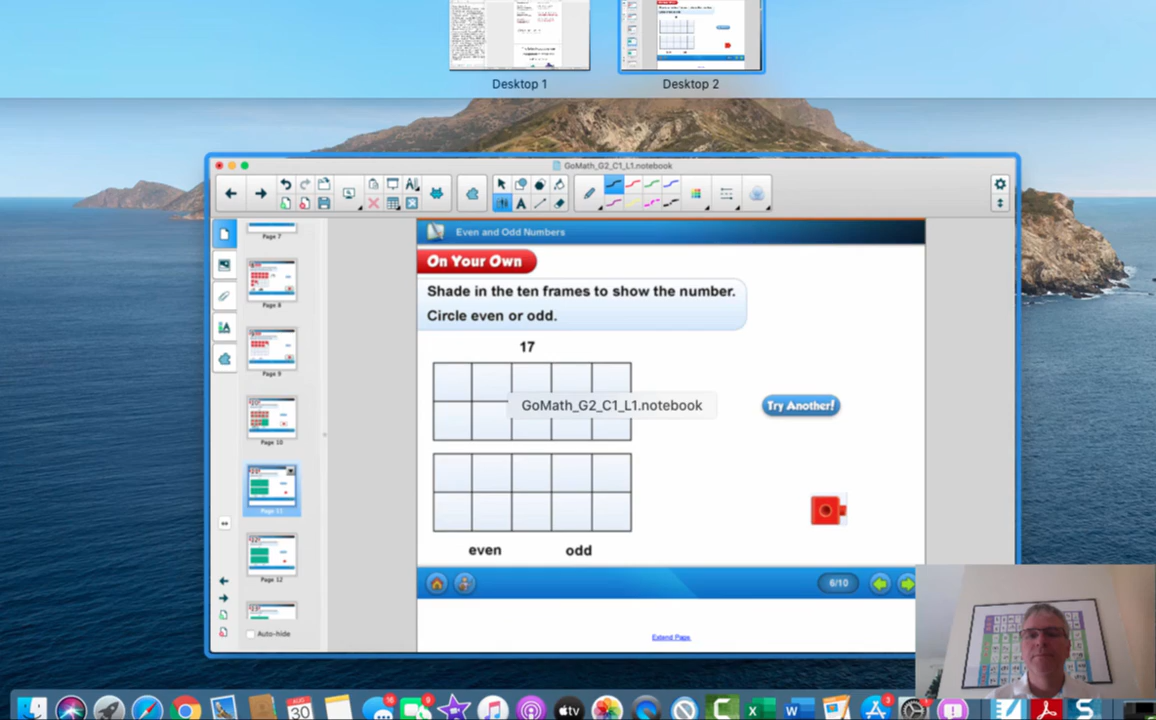 Desktop 1
Desktop 2
GoMath_G2_C1_L1.notebook
Page 7
Page 8
Page 9
Page 10
Page 11
Page 12
Auto-hide
Even and Odd Numbers
On Your Own
Shade in the ten frames to show the number.
Circle even or odd.
17
GoMath_G2_C1_L1.notebook
Try Another!
even odd
6/10
Extend Page
AUG
30
tv